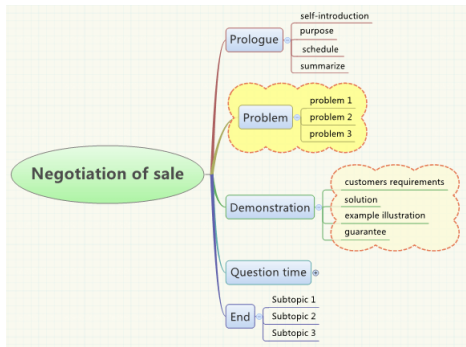 Negotiation of sale
Prologue
self-introduction
purpose
schedule
summarize
Problem
problem 1
problem 2
problem 3
Demonstration
customers requirements
solution
example illustration
guarantee
Question time
End
Subtopic 1
Subtopic 2
Subtopic 3